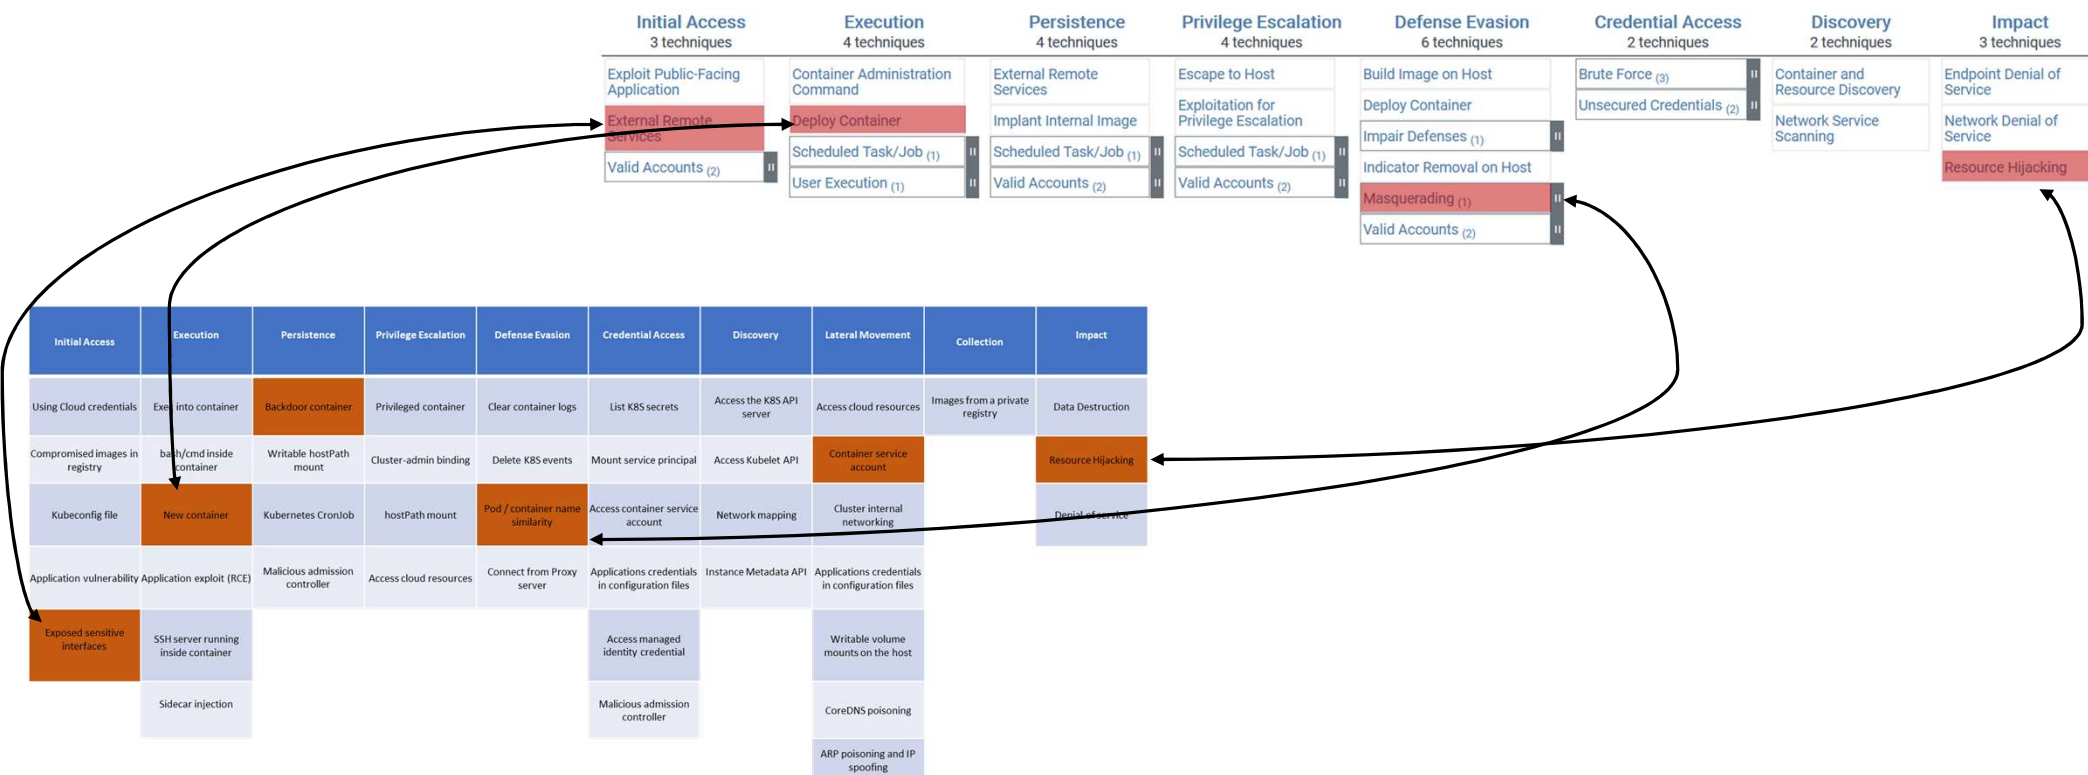 Initial Access
3 techniques
Exploit Public-Facing
Application
External Remote
Services
Valid Accounts (2)
Execution
4 techniques
Container Administration
Command
Deploy Container
Scheduled Task/Job (1)
User Execution (1)
Persistence
4 techniques
External Remote
Services
Implant Internal Image
Scheduled Task/Job (1)
Valid Accounts (2)
Privilege Escalation
4 techniques
Escape to Host
Exploitation for
Privilege Escalation
Scheduled Task/Job (1)
Valid Accounts (2)
Defense Evasion
6 techniques
Build Image on Host
Deploy Container
Impair Defenses (1)
Indicator Removal on Host
Masquerading (1)
Valid Accounts (2)
Credential Access
2 techniques
Brute Force (3)
Unsecured Credentials (2)
Discovery
2 techniques
Container and
Resource Discovery
Network Service
Scanning
Impact
3 techniques
Endpoint Denial of
Service
Network Denial of
Service
Resource Hijacking
Initial Access
Using Cloud credentials
Compromised images in
registry
Kubeconfig file
Application vulnerability
Exposed sensitive
interfaces
Execution
Exec into container
bash/cmd inside
container
New container
Application exploit (RCE)
SSH server running
inside container
Sidecar injection
Persistence
Backdoor container
Writable hostPath
mount
Kubernetes CronJob
Malicious admission
controller
Privilege Escalation
Privileged container
Cluster-admin binding
hostPath mount
Access cloud resources
Defense Evasion
Clear container logs
Delete K8S events
Pod / container name
similarity
Connect from Proxy
server
Credential Access
List K8S secrets
Mount service principal
Access container service
account
Applications credentials
in configuration files
Access managed
identity credential
Malicious admission
controller
Discovery
Access the K8S API
server
Access Kubelet API
Network mapping
Instance Metadata API
Lateral Movement
Access cloud resources
Container service
account
Cluster internal
networking
Applications credentials
in configuration files
Writable volume
mounts on the host
CoreDNS poisoning
ARP poisoning and IP
spoofing
Collection
Images from a private
registry
Impact
Data Destruction
Resource Hijacking
Denial of service